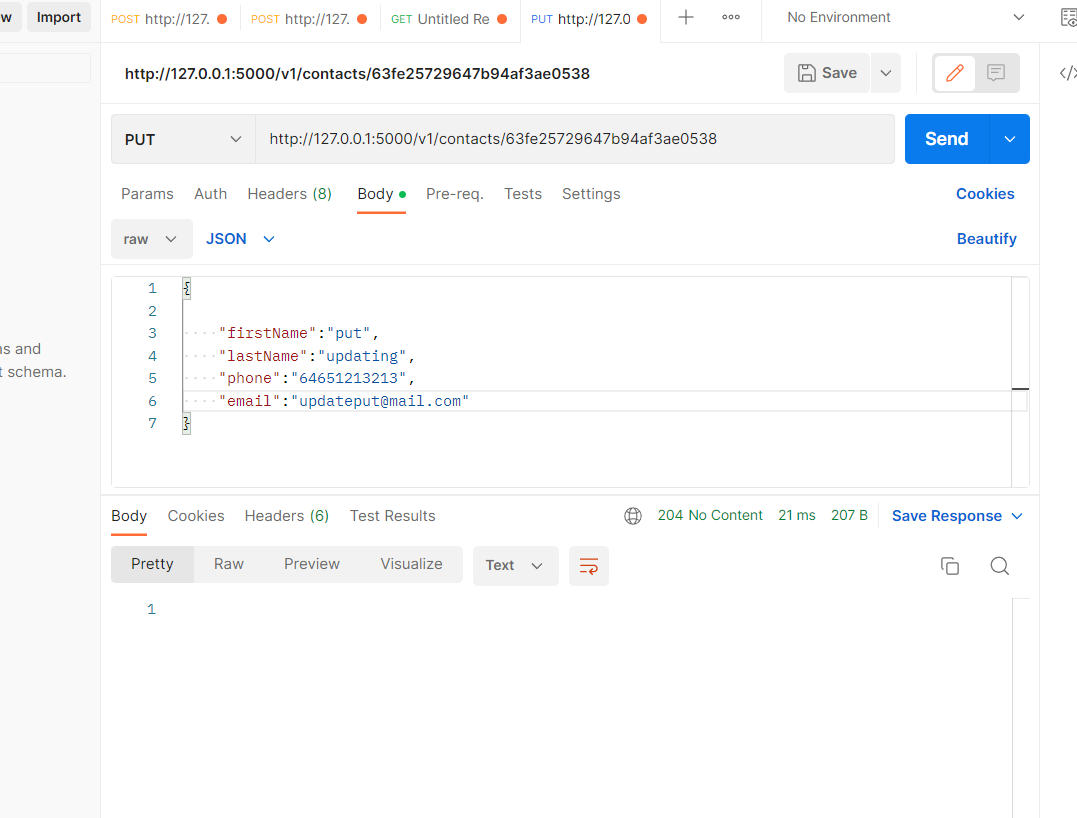 w Import POST http://127. POST http://127. GET Untitled Re PUT http://127.0 No Environment
http://127.0.0.1:5000/v1/contacts/63fe25729647b94af3ae0538 Save </>
PUT http://127.0.0.1:5000/v1/contacts/63fe25729647b94af3ae0538 Send
Params Auth Headers (8) Body Pre-req. Tests Settings Cookies
raw JSON Beautify
1 {
2
3 "firstName":"put",
4 "lastName":"updating",
5 "phone":"64651213213",
6 "email":"updateput@mail.com"
7 }
ns and
t schema.
Body Cookies Headers (6) Test Results 204 No Content 21 ms 207 B Save Response
Pretty Raw Preview Visualize Text
1